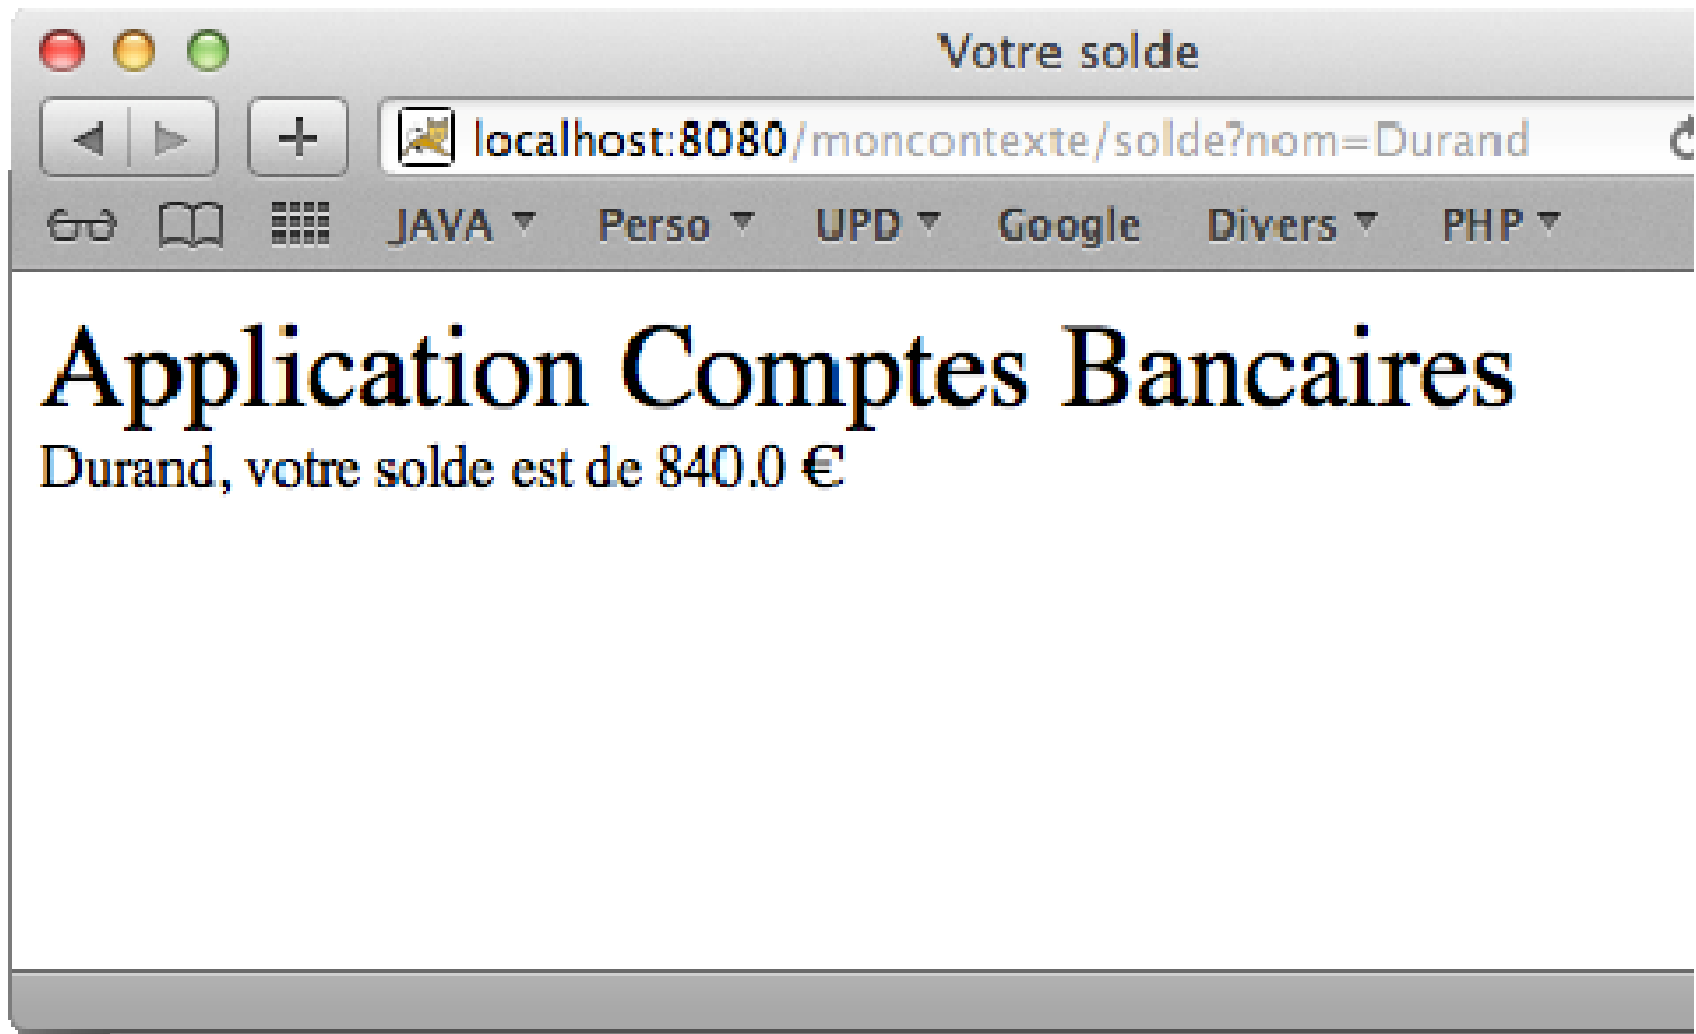 Votre solde
localhost:8080/moncontexte/solde?nom=Durand
JAVA Perso UPD Google Divers PHP
Application Comptes Bancaires
Durand, votre solde est de 840.0 €